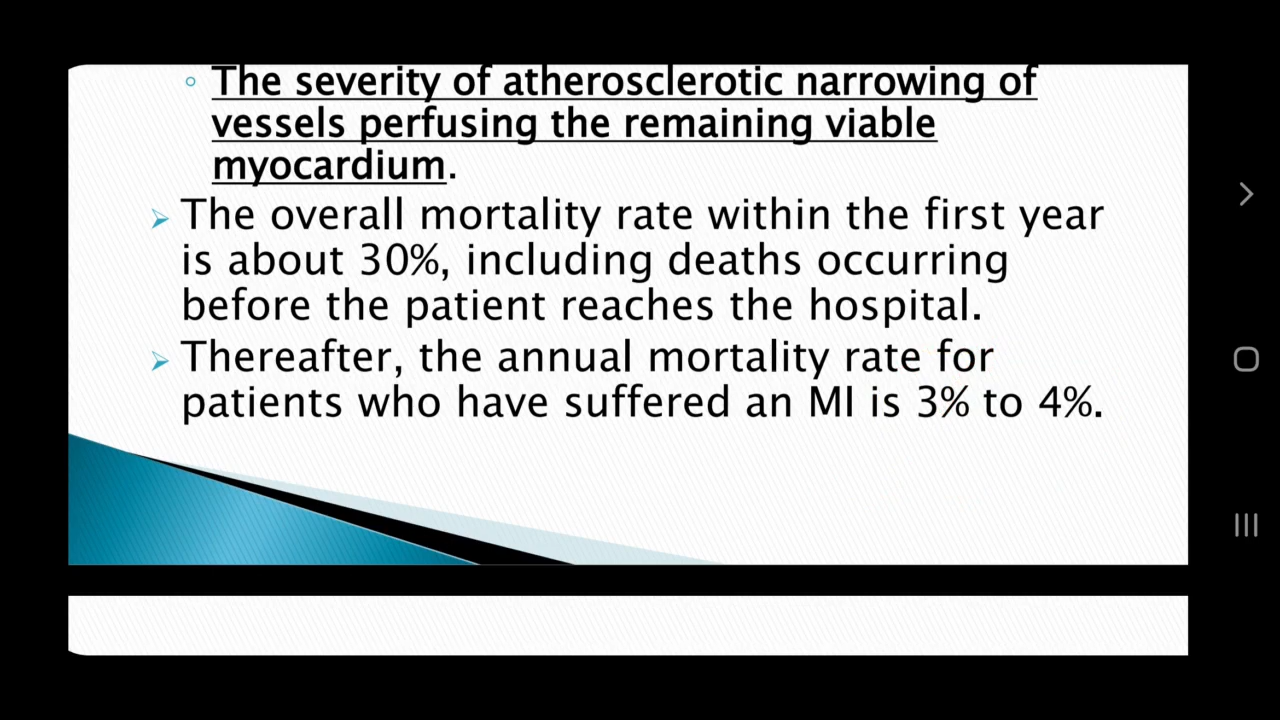 The severity of atherosclerotic narrowing of
vessels perfusing the remaining viable
myocardium.
The overall mortality rate within the first year
is about 30%, including deaths occurring
before the patient reaches the hospital.
Thereafter, the annual mortality rate for
patients who have suffered an MI is 3% to 4%.